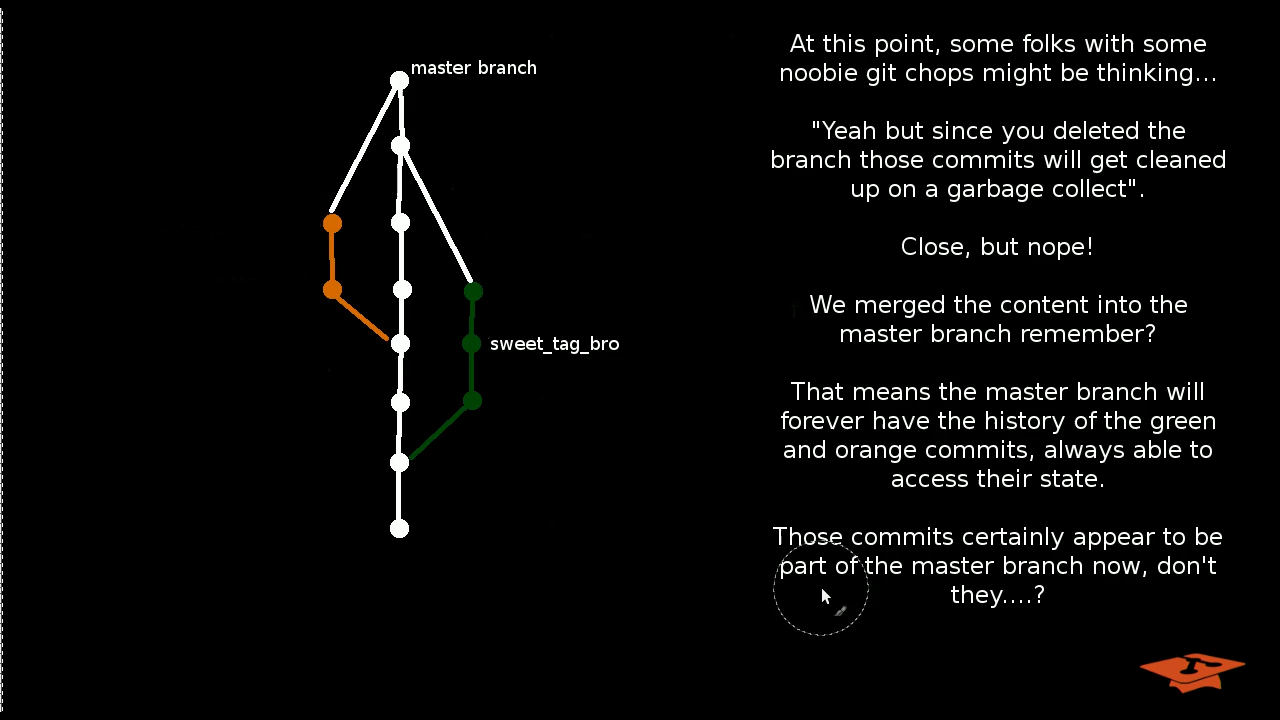 master branch
sweet_tag_bro
At this point, some folks with some
noobie git chops might be thinking...
"Yeah but since you deleted the
branch those commits will get cleaned
up on a garbage collect".
Close, but nope!
We merged the content into the
master branch remember?
That means the master branch will
forever have the history of the green
and orange commits, always able to
access their state.
Those commits certainly appear to be
part of the master branch now, don't
they....?